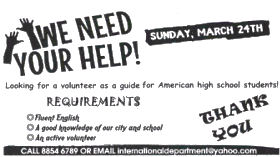 WE NEED
YOUR HELP!
SUNDAY, MARCH 24TH
Looking for a volunteer as a guide for American high school students!
REQUIREMENTS
Fluent English
A good knowledge of our city and school
An active volunteer
THANK
YOU
CALL 8854 6789 OR EMAIL internationaldepartment@yahoo.com